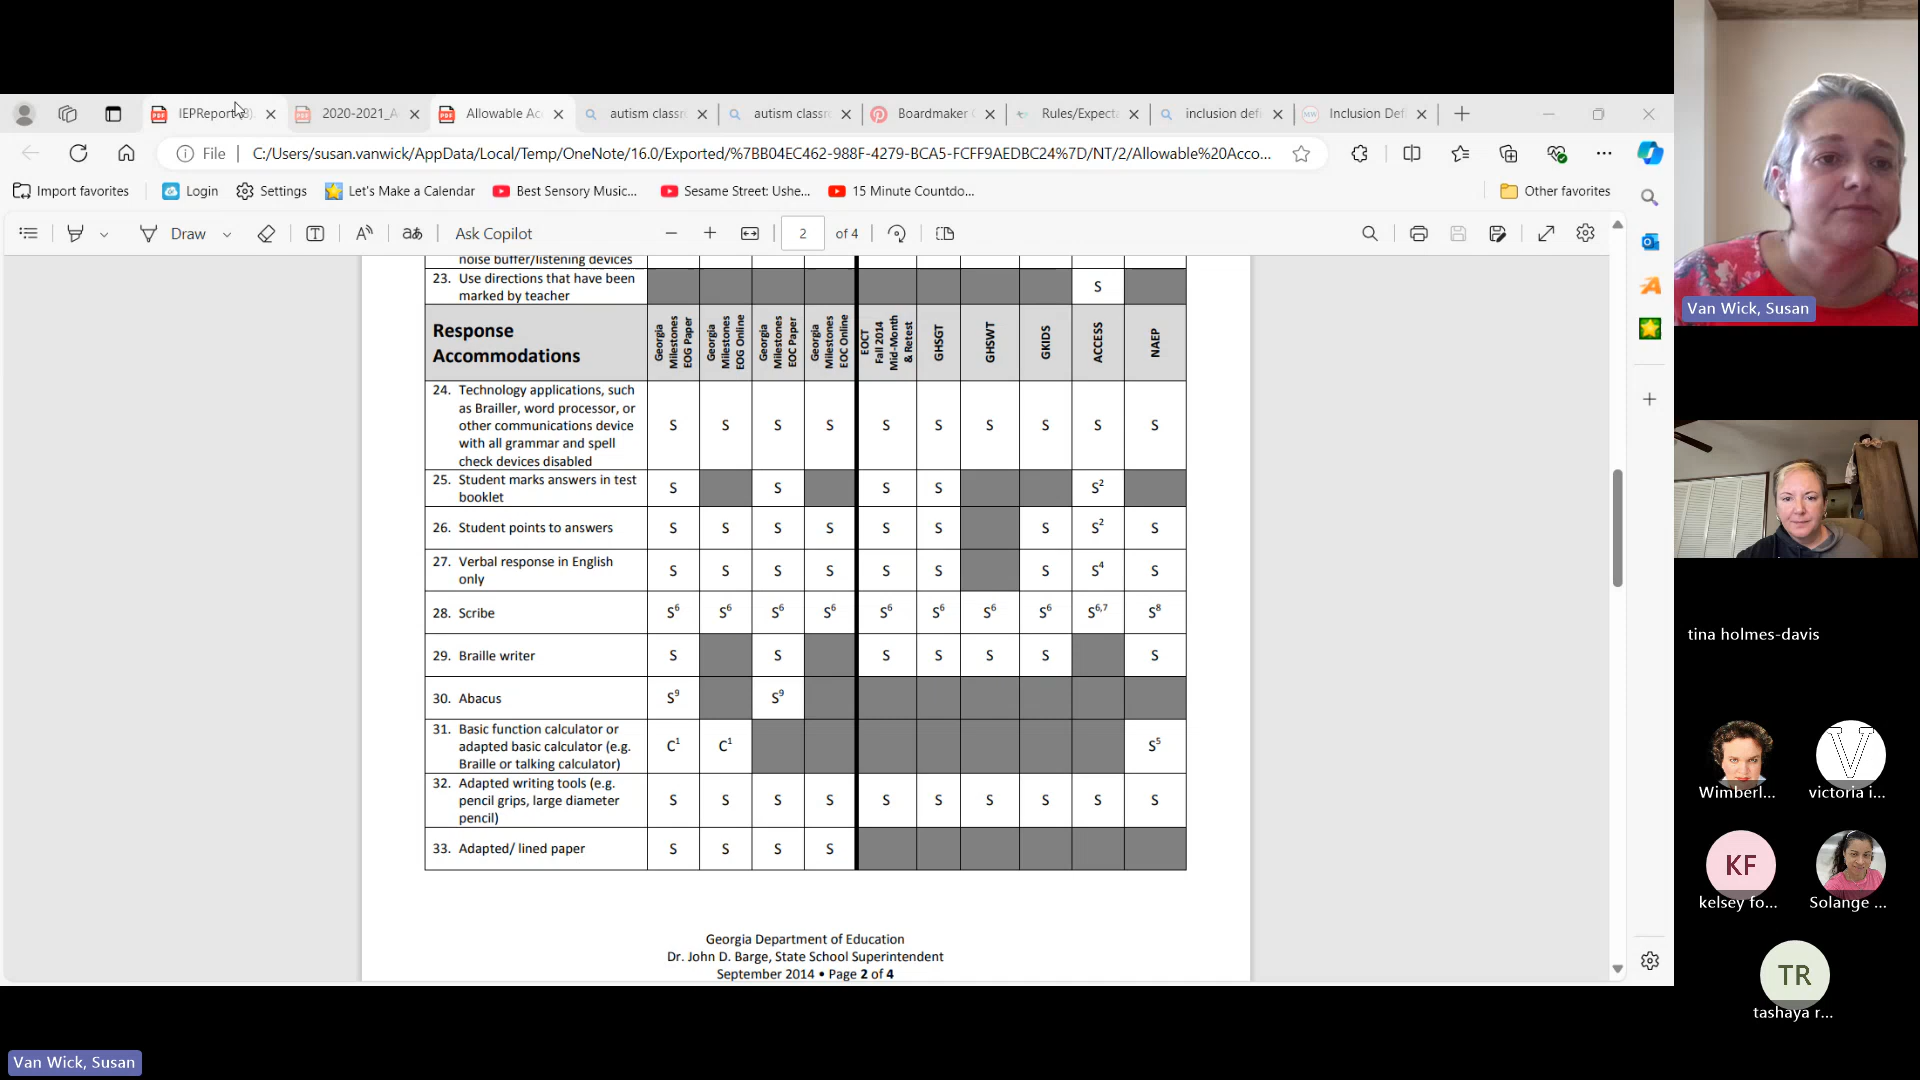 IEPReport(8).
2020-2021_A
Allowable Acc
autism classr
autism classr
Boardmaker
Rules/Expecta
inclusion defi
MW
Inclusion Def
File
C:/Users/susan.vanwick/AppData/Local/Temp/OneNote/16.0/Exported/%7BB04EC462-988F-4279-BCA5-FCFF9AEDBC24%7D/NT/2/Allowable%20Acco...
Import favorites
Login
Settings
Let's Make a Calendar
Best Sensory Music...
Sesame Street: Ushe...
15 Minute Countdo...
Other favorites
Draw
Ask Copilot
2
of 4
noise buffer/listening devices
23. Use directions that have been
marked by teacher
S
Response
Accommodations
Georgia Milestones EOG Paper
Georgia Milestones EOG Online
Georgia Milestones EOC Paper
Georgia Milestones EOC Online
EOCT Fall 2014 Mid-Month & Retest
GHSGT
GHSWT
GKIDS
ACCESS
NAEP
24. Technology applications, such
as Brailler, word processor, or
other communications device
with all grammar and spell
check devices disabled
S S S S S S S S S S
25. Student marks answers in test
booklet
S S S S S2
26. Student points to answers
S S S S S S S S2 S
27. Verbal response in English
only
S S S S S S S S4 S
28. Scribe
S6 S6 S6 S6 S6 S6 S6 S6 S6,7 S8
29. Braille writer
S S S S S S S
30. Abacus
S9 S9
31. Basic function calculator or
adapted basic calculator (e.g.
Braille or talking calculator)
C1 C1 S5
32. Adapted writing tools (e.g.
pencil grips, large diameter
pencil)
S S S S S S S S S S
33. Adapted/ lined paper
S S S S
Georgia Department of Education
Dr. John D. Barge, State School Superintendent
September 2014 • Page 2 of 4
Van Wick, Susan
tina holmes-davis
Wimberl...
V
victoria i...
KF
kelsey fo...
Solange ...
TR
tashaya r...
Van Wick, Susan